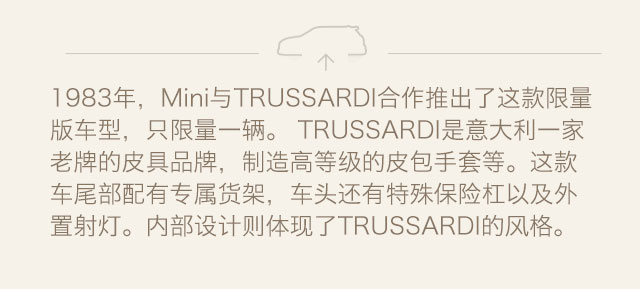 1983年，Mini与TRUSSARDI合作推出了这款限量
版车型，只限量一辆。 TRUSSARDI是意大利一家
老牌的皮具品牌，制造高等级的皮包手套等。这款
车尾部配有专属货架，车头还有特殊保险杠以及外
置射灯。内部设计则体现了TRUSSARDI的风格。